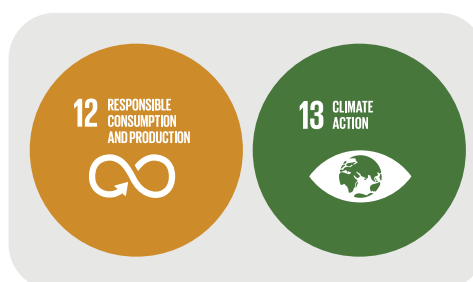 12 RESPONSIBLE
CONSUMPTION
AND PRODUCTION
13 CLIMATE
ACTION